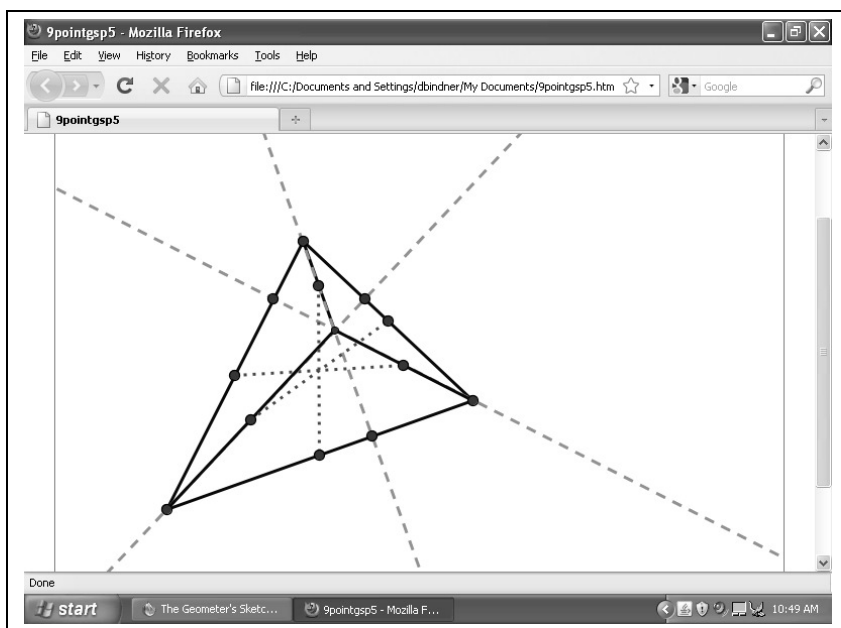 9pointgsp5 - Mozilla Firefox
File Edit View History Bookmarks Tools Help
file:///C:/Documents and Settings/dbindner/My Documents/9pointgsp5.htm
Google
9pointgsp5
Done
start The Geometer's Sketc... 9pointgsp5 - Mozilla F... 10:49 AM